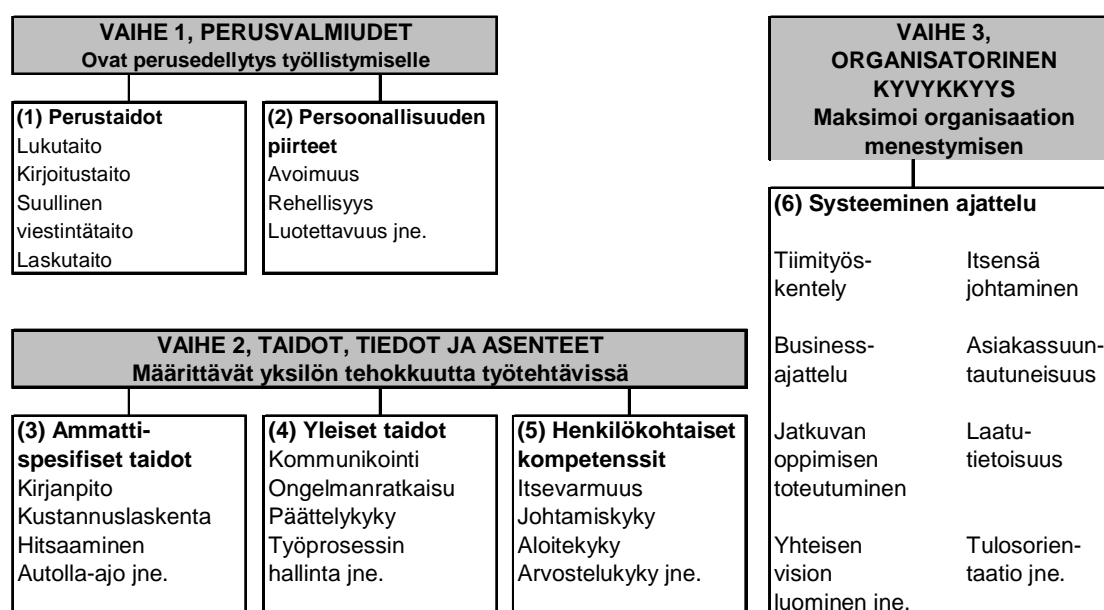 VAIHE 1, PERUSVALMIUDET
Ovat perusedellytys työllistymiselle
(1) Perustaidot
Lukutaito
Kirjoitustaito
Suullinen
viestintätaito
Laskutaito
(2) Persoonallisuuden
piirteet
Avoimuus
Rehellisyys
Luotettavuus jne.
VAIHE 2, TAIDOT, TIEDOT JA ASENTEET
Määrittävät yksilön tehokkuutta työtehtävissä
(3) Ammatti-
spesifiset taidot
Kirjanpito
Kustannuslaskenta
Hitsaaminen
Autolla-ajo jne.
(4) Yleiset taidot
Kommunikointi
Ongelmanratkaisu
Päättelykyky
Työprosessin
hallinta jne.
(5) Henkilökohtaiset
kompetenssit
Itsevarmuus
Johtamiskyky
Aloitekyky
Arvostelukyky jne.
VAIHE 3,
ORGANISATORINEN
KYVYKKYYS
Maksimoi organisaation
menestymisen
(6) Systeeminen ajattelu
Tiimityös-
kentely
Itsensä
johtaminen
Business-
ajattelu
Asiakassuun-
tautuneisuus
Jatkuvan
oppimisen
toteutuminen
Laatu-
tietoisuus
Yhteisen
vision
luominen jne.
Tulosorien-
taatio jne.